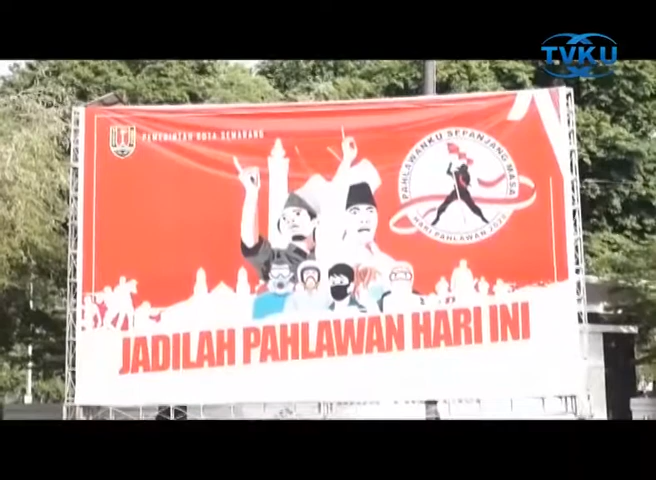 TVKU
PEMERINTAH KOTA SEMARANG
PAHLAWANKU SEPANJANG MASA
HARI PAHLAWAN 2020
JADILAH PAHLAWAN HARI INI